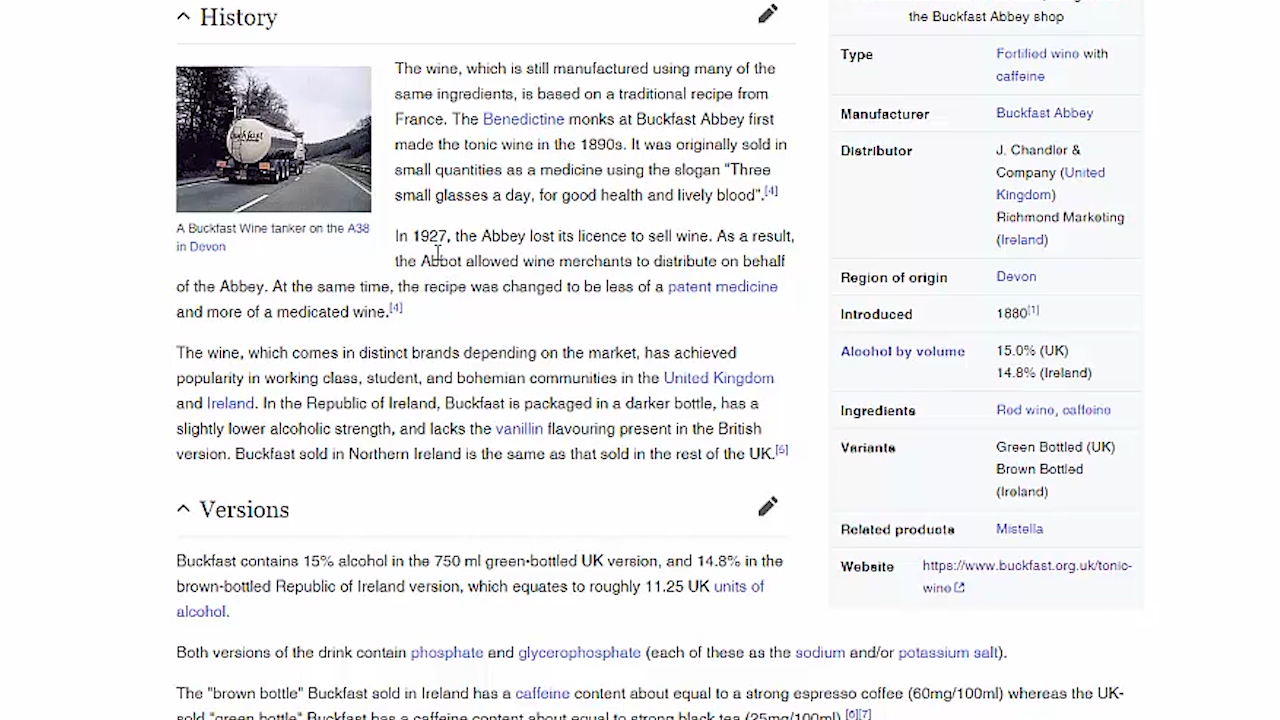 History
The wine, which is still manufactured using many of the
same ingredients, is based on a traditional recipe from
France. The Benedictine monks at Buckfast Abbey first
made the tonic wine in the 1890s. It was originally sold in
small quantities as a medicine using the slogan "Three
small glasses a day, for good health and lively blood".[4]
Buckfast
A Buckfast Wine tanker on the A38
in Devon
In 1927, the Abbey lost its licence to sell wine. As a result,
the Abbot allowed wine merchants to distribute on behalf
of the Abbey. At the same time, the recipe was changed to be less of a patent medicine
and more of a medicated wine.[4]
The wine, which comes in distinct brands depending on the market, has achieved
popularity in working class, student, and bohemian communities in the United Kingdom
and Ireland. In the Republic of Ireland, Buckfast is packaged in a darker bottle, has a
slightly lower alcoholic strength, and lacks the vanillin flavouring present in the British
version. Buckfast sold in Northern Ireland is the same as that sold in the rest of the UK.[5]
Versions
Buckfast contains 15% alcohol in the 750 ml green-bottled UK version, and 14.8% in the
brown-bottled Republic of Ireland version, which equates to roughly 11.25 UK units of
alcohol.
Both versions of the drink contain phosphate and glycerophosphate (each of these as the sodium and/or potassium salt).
The "brown bottle" Buckfast sold in Ireland has a caffeine content about equal to a strong espresso coffee (60mg/100ml) whereas the UK-
sold "green bottle" Buckfast has a caffeine content about equal to strong black tea (25mg/100ml).[6][7]
the Buckfast Abbey shop
Type Fortified wine with
caffeine
Manufacturer Buckfast Abbey
Distributor J. Chandler &
Company (United
Kingdom)
Richmond Marketing
(Ireland)
Region of origin Devon
Introduced 1880[1]
Alcohol by volume 15.0% (UK)
14.8% (Ireland)
Ingredients Red wine, caffeine
Variants Green Bottled (UK)
Brown Bottled
(Ireland)
Related products Mistella
Website https://www.buckfast.org.uk/tonic-
wine